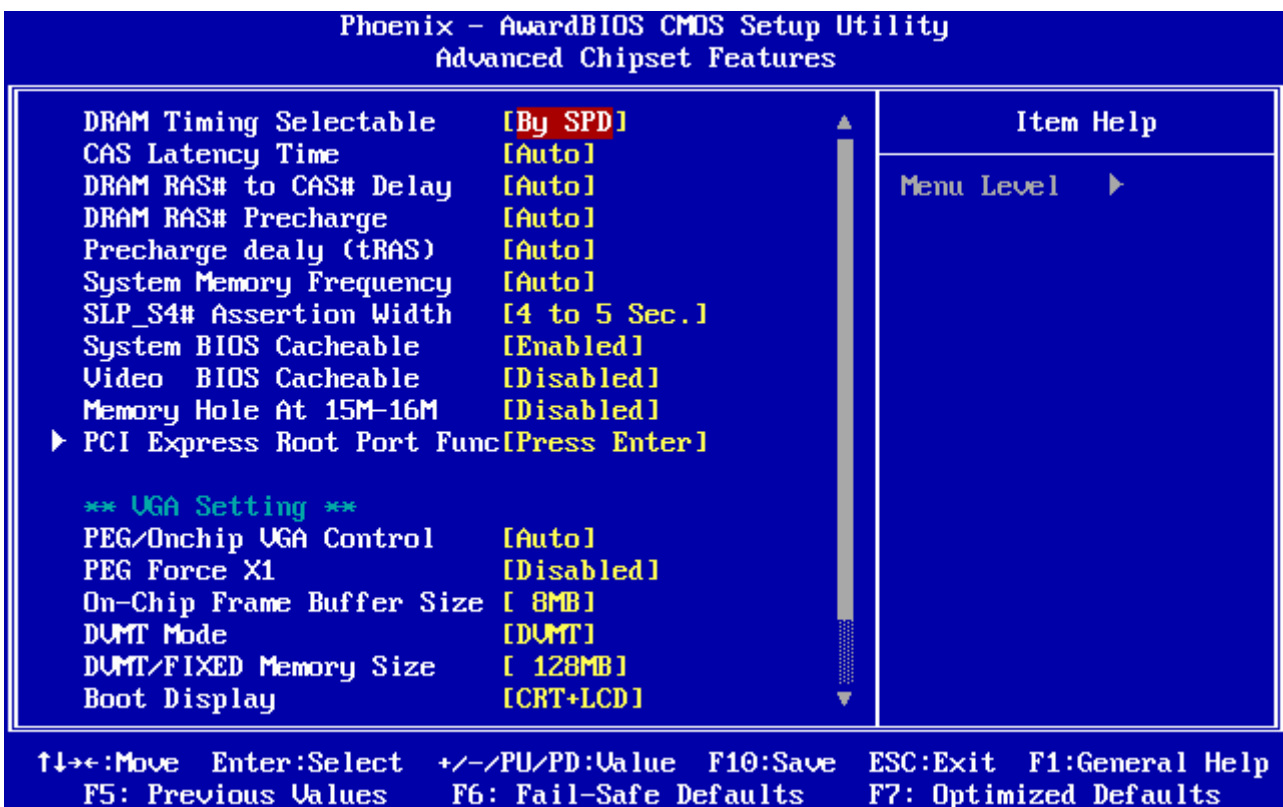 Phoenix - AwardBIOS CMOS Setup Utility
Advanced Chipset Features
DRAM Timing Selectable [By SPD]
CAS Latency Time [Auto]
DRAM RAS# to CAS# Delay [Auto]
DRAM RAS# Precharge [Auto]
Precharge dealy (tRAS) [Auto]
System Memory Frequency [Auto]
SLP_S4# Assertion Width [4 to 5 Sec.]
System BIOS Cacheable [Enabled]
Video BIOS Cacheable [Disabled]
Memory Hole At 15M-16M [Disabled]
PCI Express Root Port Func[Press Enter]
** VGA Setting **
PEG/Onchip VGA Control [Auto]
PEG Force X1 [Disabled]
On-Chip Frame Buffer Size [ 8MB]
DVMT Mode [DVMT]
DVMT/FIXED Memory Size [ 128MB]
Boot Display [CRT+LCD]
Item Help
Menu Level
↑↓→←:Move Enter:Select +/-/PU/PD:Value F10:Save ESC:Exit F1:General Help
F5: Previous Values F6: Fail-Safe Defaults F7: Optimized Defaults